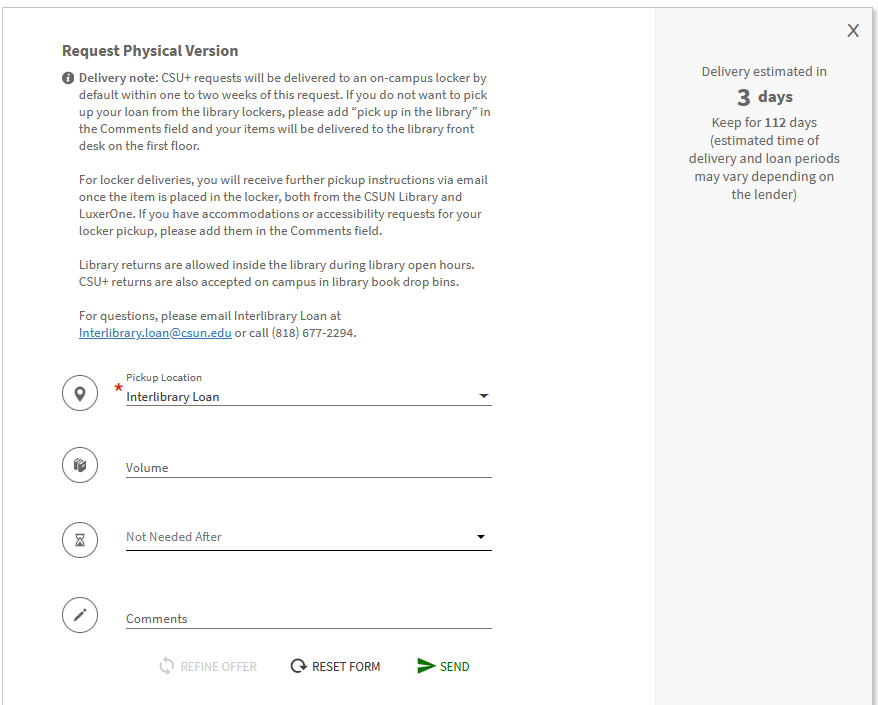 Request Physical Version
Delivery note: CSU+ requests will be delivered to an on-campus locker by
default within one to two weeks of this request. If you do not want to pick
up your loan from the library lockers, please add “pick up in the library” in
the Comments field and your items will be delivered to the library front
desk on the first floor.
For locker deliveries, you will receive further pickup instructions via email
once the item is placed in the locker, both from the CSUN Library and
LuxerOne. If you have accommodations or accessibility requests for your
locker pickup, please add them in the Comments field.
Library returns are allowed inside the library during library open hours.
CSU+ returns are also accepted on campus in library book drop bins.
For questions, please email Interlibrary Loan at
Interlibrary.loan@csun.edu or call (818) 677-2294.
* Pickup Location
Interlibrary Loan
Volume
Not Needed After
Comments
REFINE OFFER RESET FORM SEND
X
Delivery estimated in
3 days
Keep for 112 days
(estimated time of
delivery and loan periods
may vary depending on
the lender)